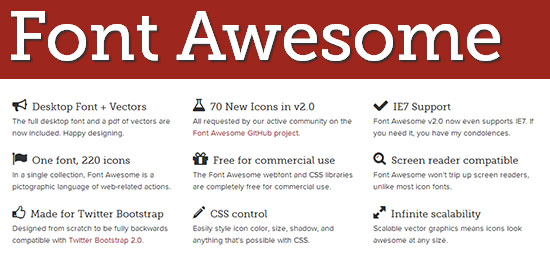 Font Awesome
Desktop Font + Vectors
The full desktop font and a pdf of vectors are
now included. Happy designing.
70 New Icons in v2.0
All requested by our active community on the
Font Awesome GitHub project.
IE7 Support
Font Awesome v2.0 now even supports IE7. If
you need it, you have my condolences.
One font, 220 icons
In a single collection, Font Awesome is a
pictographic language of web-related actions.
Free for commercial use
The Font Awesome webfont and CSS libraries
are completely free for commercial use.
Screen reader compatible
Font Awesome won't trip up screen readers,
unlike most icon fonts.
Made for Twitter Bootstrap
Designed from scratch to be fully backwards
compatible with Twitter Bootstrap 2.0.
CSS control
Easily style icon color, size, shadow, and
anything that's possible with CSS.
Infinite scalability
Scalable vector graphics means icons look
awesome at any size.